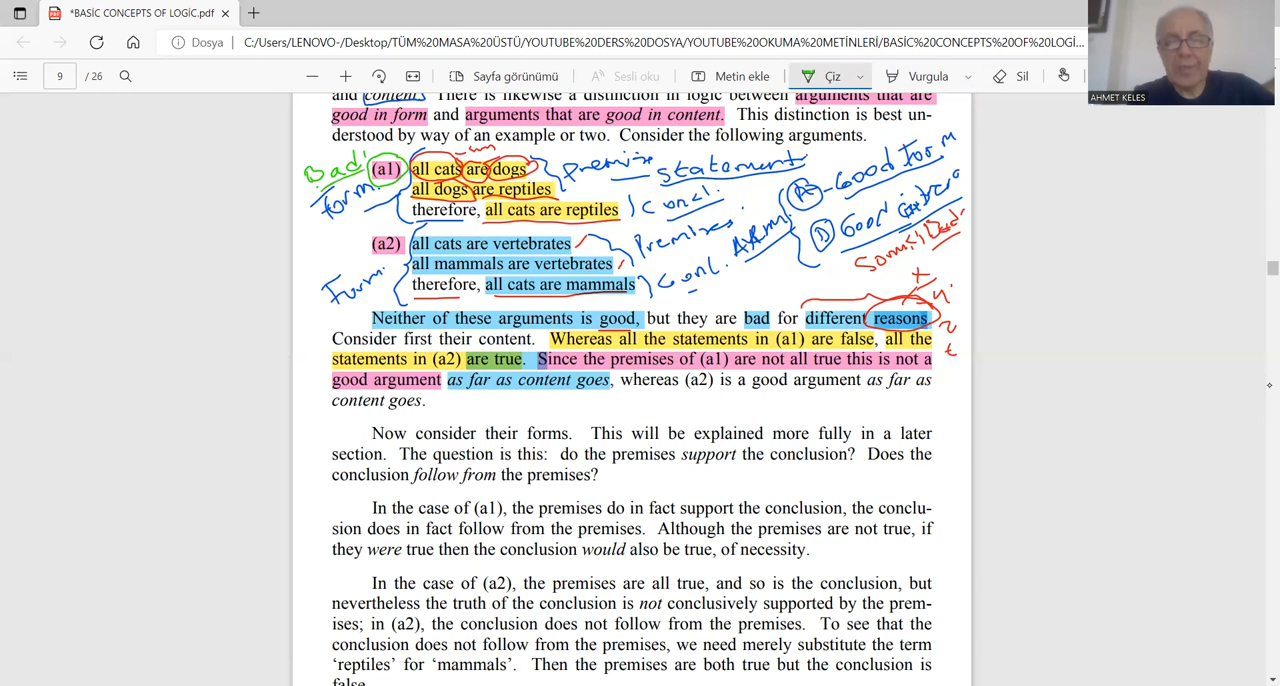 *BASİC CONCEPTS OF LOGİC.pdf
Dosya C:/Users/LENOVO-/Desktop/TÜM%20MASA%20ÜSTÜ/YOUTUBE%20DERS%20DOSYA/YOUTUBE%20OKUMA%20METİNLERİ/BASİC%20CONCEPTS%20OF%20LOGİ...
9 / 26 Sayfa görünümü Sesli oku Metin ekle Çiz Vurgula Sil
AHMET KELES
and content. There is likewise a distinction in logic between arguments that are
good in form and arguments that are good in content. This distinction is best un-
derstood by way of an example or two. Consider the following arguments.
Bad (a1) all cats are dogs Premise statement
Form all dogs are reptiles
therefore, all cats are reptiles Concl.
A - Good Form
Good
(a2) all cats are vertebrates Premises.
Form all mammals are vertebrates
therefore, all cats are mammals Conl.
Neither of these arguments is good, but they are bad for different reasons
Consider first their content. Whereas all the statements in (a1) are false, all the
statements in (a2) are true. Since the premises of (a1) are not all true this is not a
good argument as far as content goes, whereas (a2) is a good argument as far as
content goes.
Now consider their forms. This will be explained more fully in a later
section. The question is this: do the premises support the conclusion? Does the
conclusion follow from the premises?
In the case of (a1), the premises do in fact support the conclusion, the conclu-
sion does in fact follow from the premises. Although the premises are not true, if
they were true then the conclusion would also be true, of necessity.
In the case of (a2), the premises are all true, and so is the conclusion, but
nevertheless the truth of the conclusion is not conclusively supported by the prem-
ises; in (a2), the conclusion does not follow from the premises. To see that the
conclusion does not follow from the premises, we need merely substitute the term
‘reptiles’ for ‘mammals’. Then the premises are both true but the conclusion is
false.